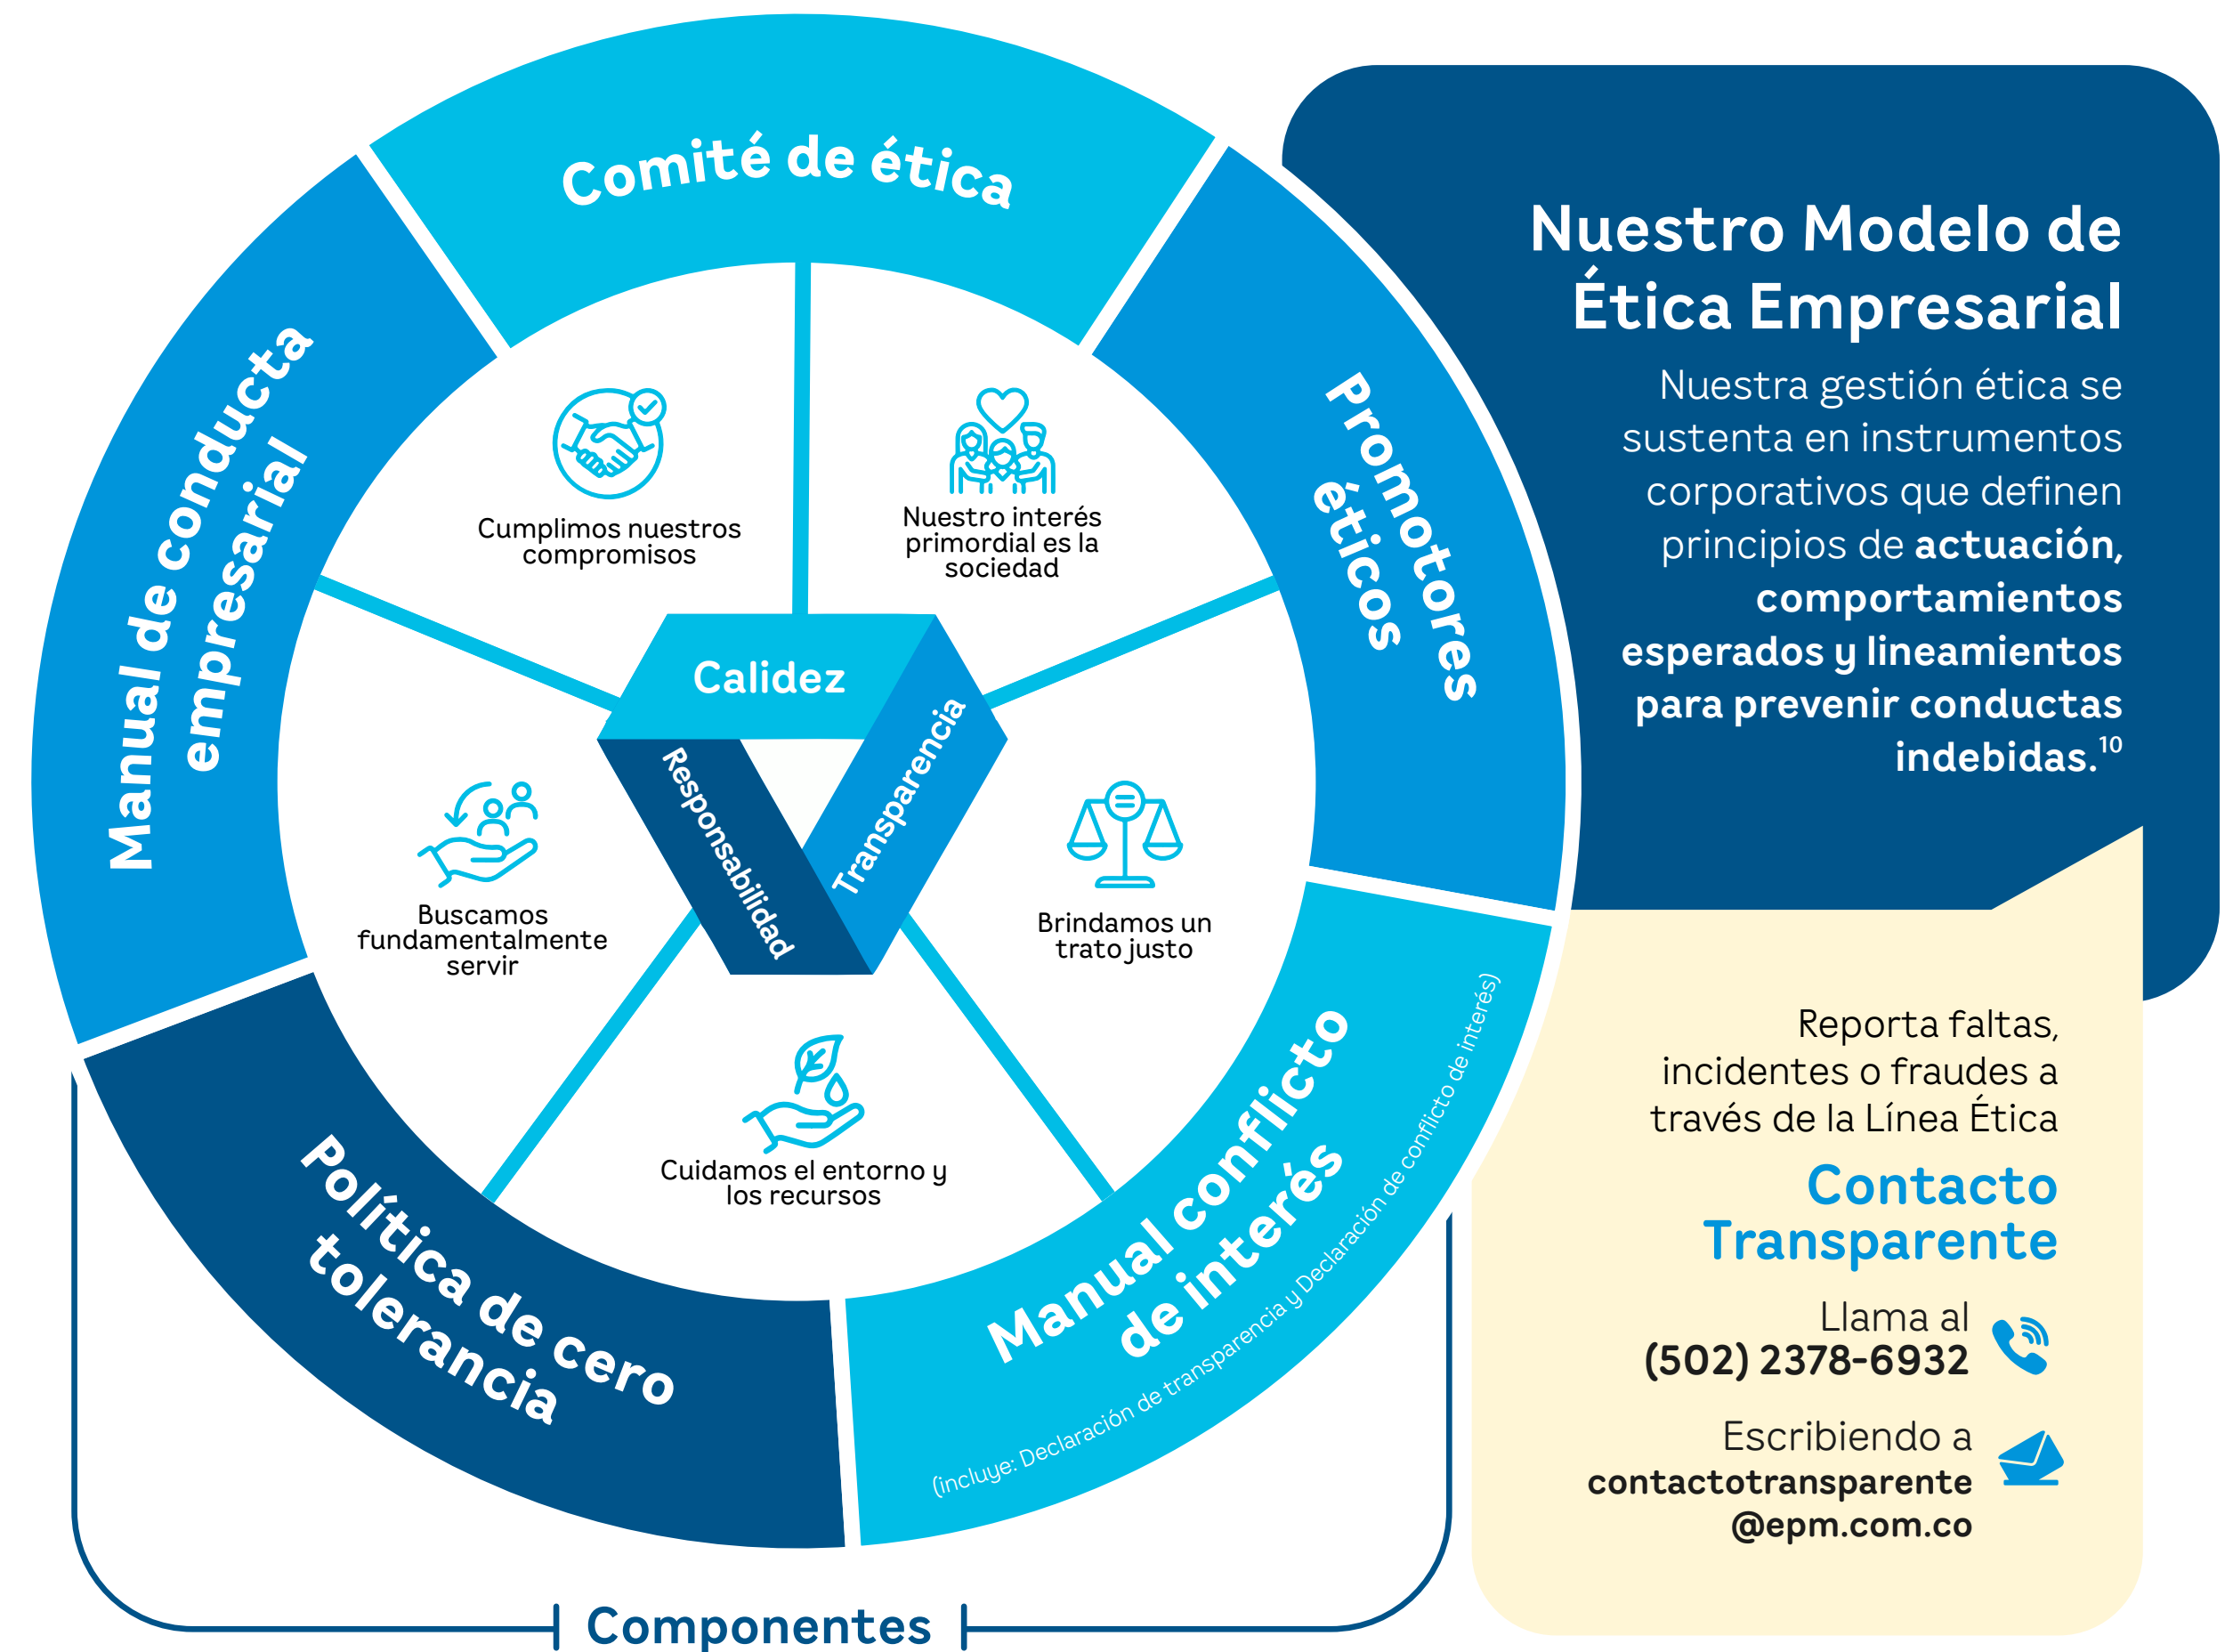 Comité de ética
Manual de conducta
empresarial
Promotores
éticos
Cumplimos nuestros
compromisos
Nuestro interés
primordial es la
sociedad
Calidez
Responsabilidad
Transparencia
Buscamos
fundamentalmente
servir
Brindamos un
trato justo
Cuidamos el entorno y
los recursos
Política de cero
tolerancia
Manual conflicto
de interés
(incluye: Declaración de transparencia y Declaración de conflicto de interés)
Componentes
Nuestro Modelo de
Ética Empresarial
Nuestra gestión ética se
sustenta en instrumentos
corporativos que definen
principios de actuación,
comportamientos
esperados y lineamientos
para prevenir conductas
indebidas.¹⁰
Reporta faltas,
incidentes o fraudes a
través de la Línea Ética
Contacto
Transparente
Llama al
(502) 2378-6932
Escribiendo a
contactotransparente
@epm.com.co